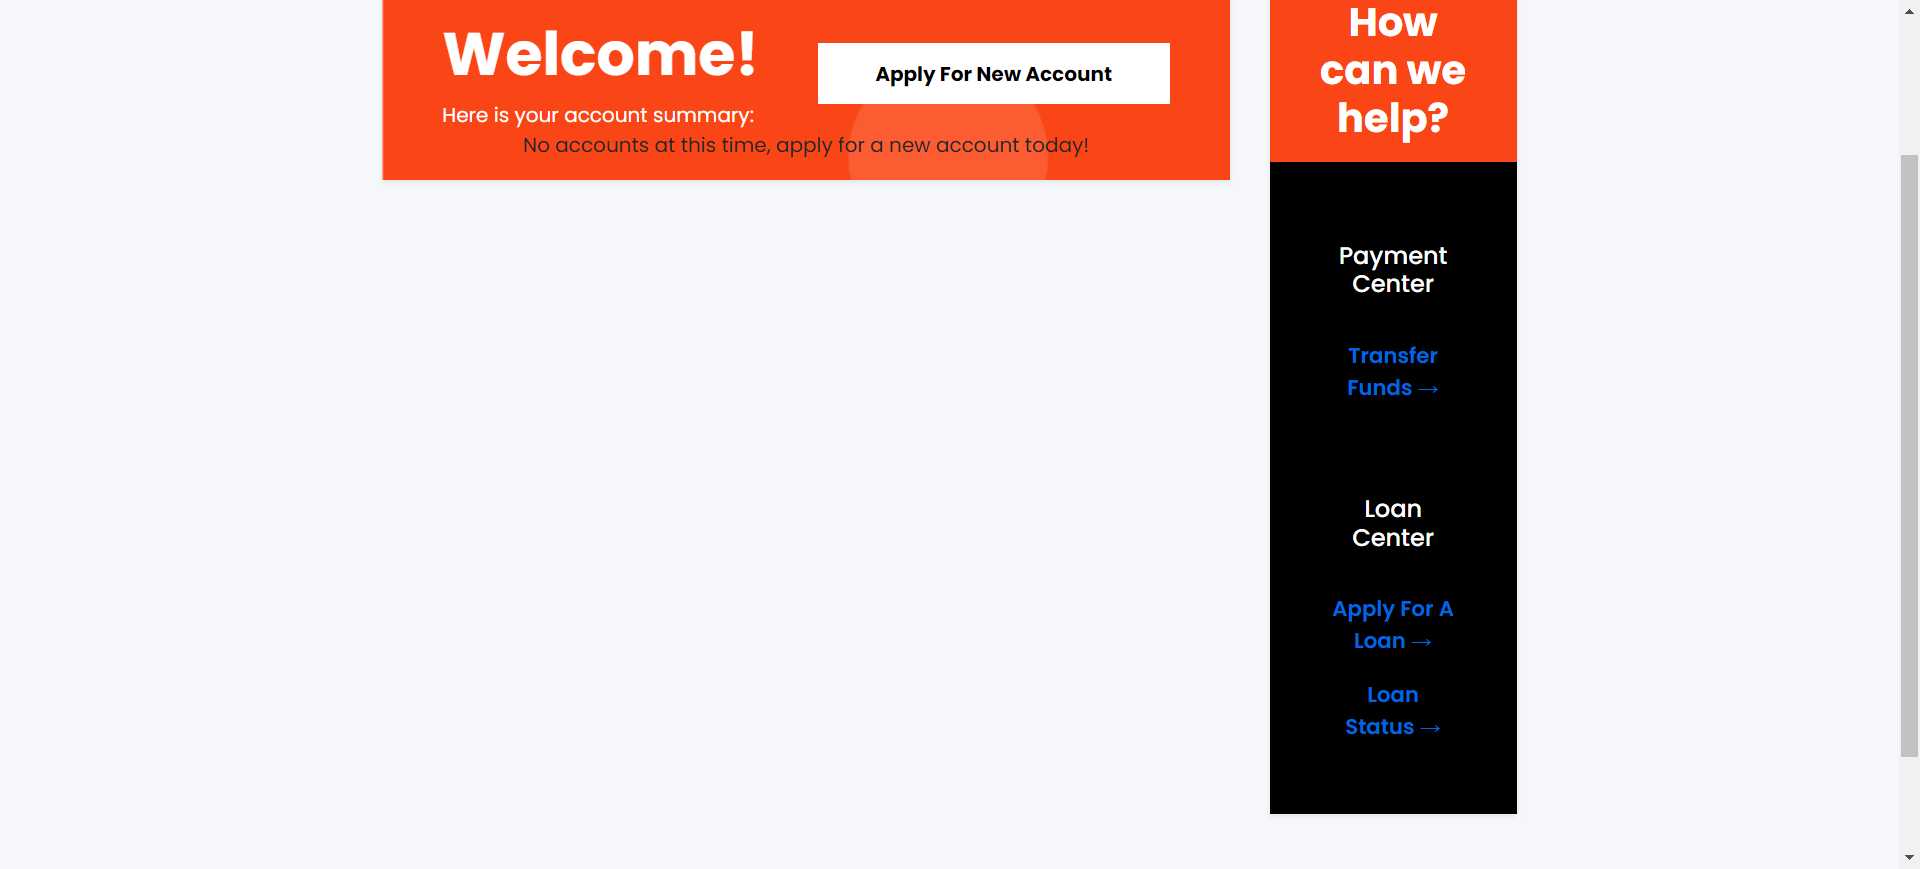 Welcome!
Apply For New Account
Here is your account summary:
No accounts at this time, apply for a new account today!
How
can we
help?
Payment
Center
Transfer
Funds →
Loan
Center
Apply For A
Loan →
Loan
Status →